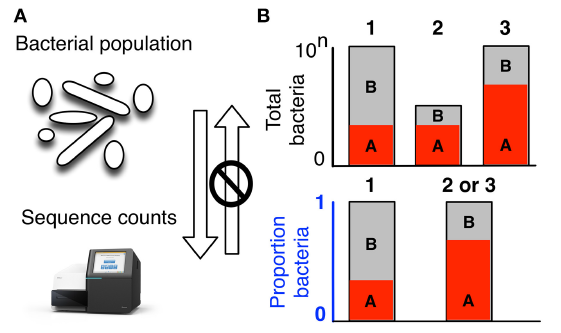 A
Bacterial population
Sequence counts
B
1 2 3
10n
Total
bacteria
B
B
B
A
A
A
0
1 2 or 3
1
Proportion
bacteria
B
B
A
A
0